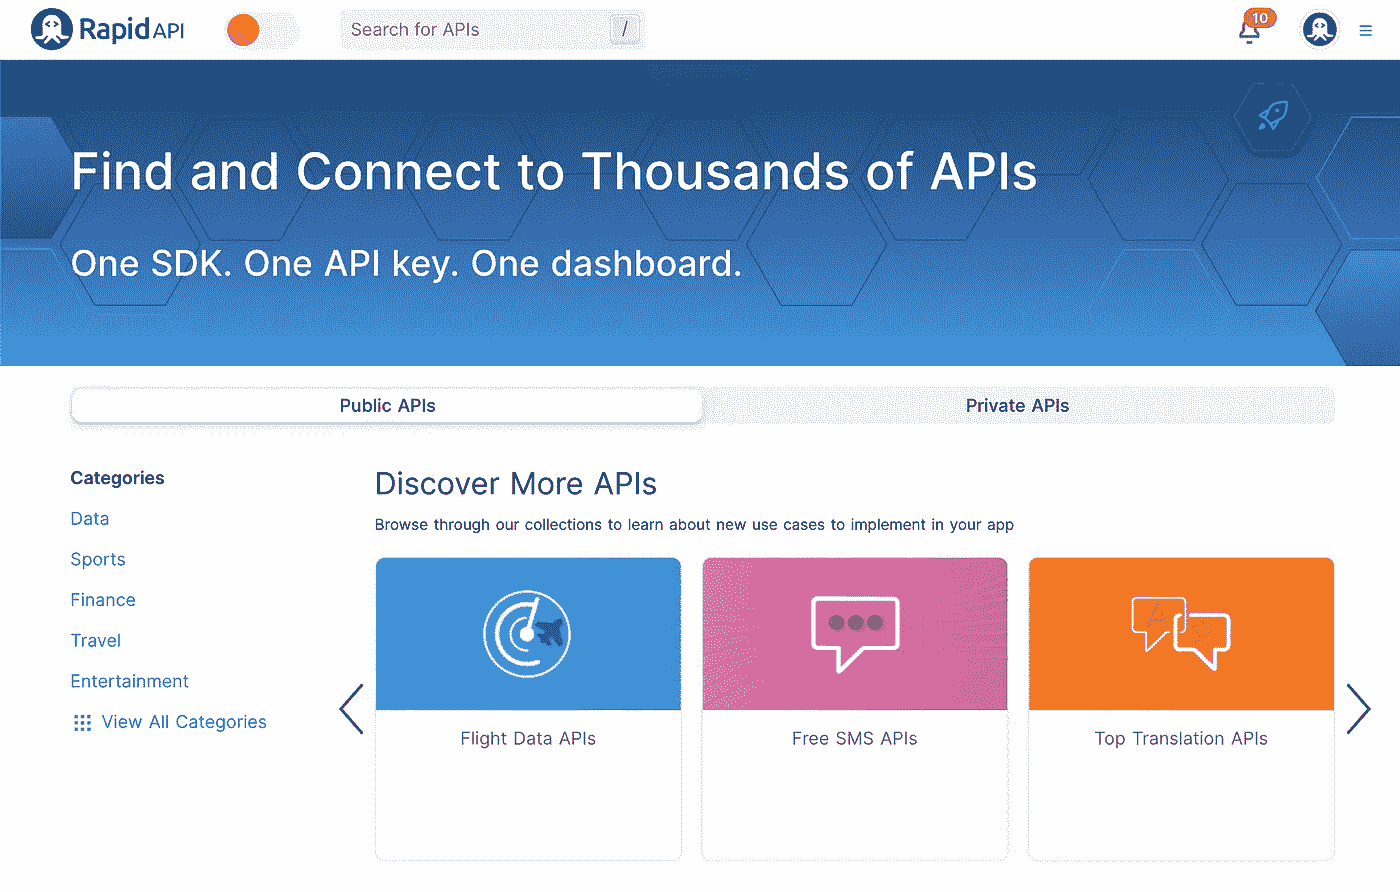 RapidAPI
Search for APIs
/
10
Find and Connect to Thousands of APIs
One SDK. One API key. One dashboard.
Public APIs
Private APIs
Categories
Data
Sports
Finance
Travel
Entertainment
View All Categories
Discover More APIs
Browse through our collections to learn about new use cases to implement in your app
Flight Data APIs
Free SMS APIs
Top Translation APIs